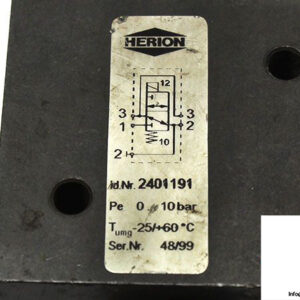 HERION
12
3 3
1 2
10
2
Id.Nr. 2401191
Pe 0...10 bar
Tumg -25/+60 °C
Ser.Nr. 48/99